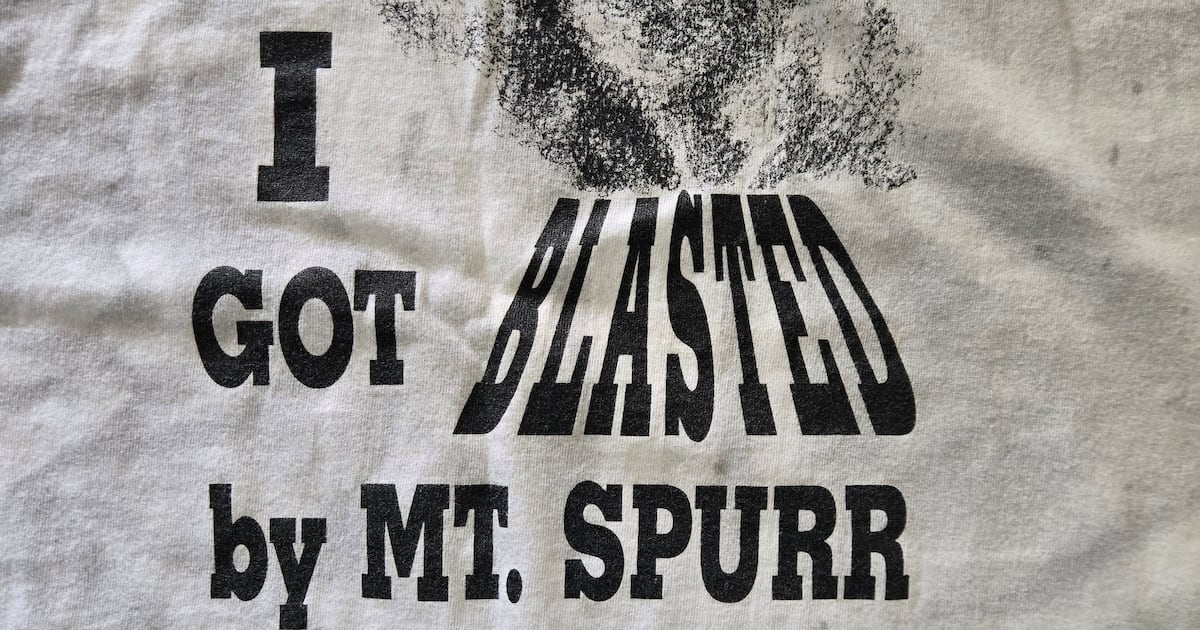 I
GOT BLASTED
by MT. SPURR